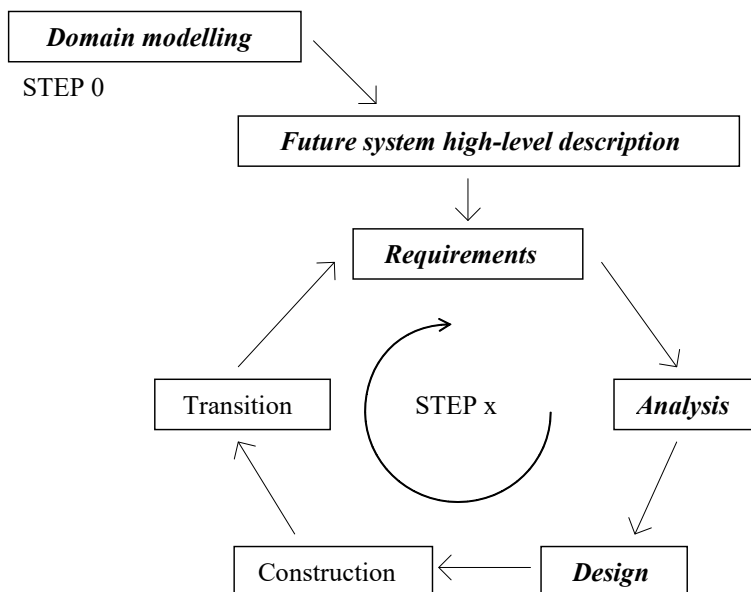 Domain modelling
STEP 0
Future system high-level description
Requirements
Transition
STEP x
Analysis
Construction
Design